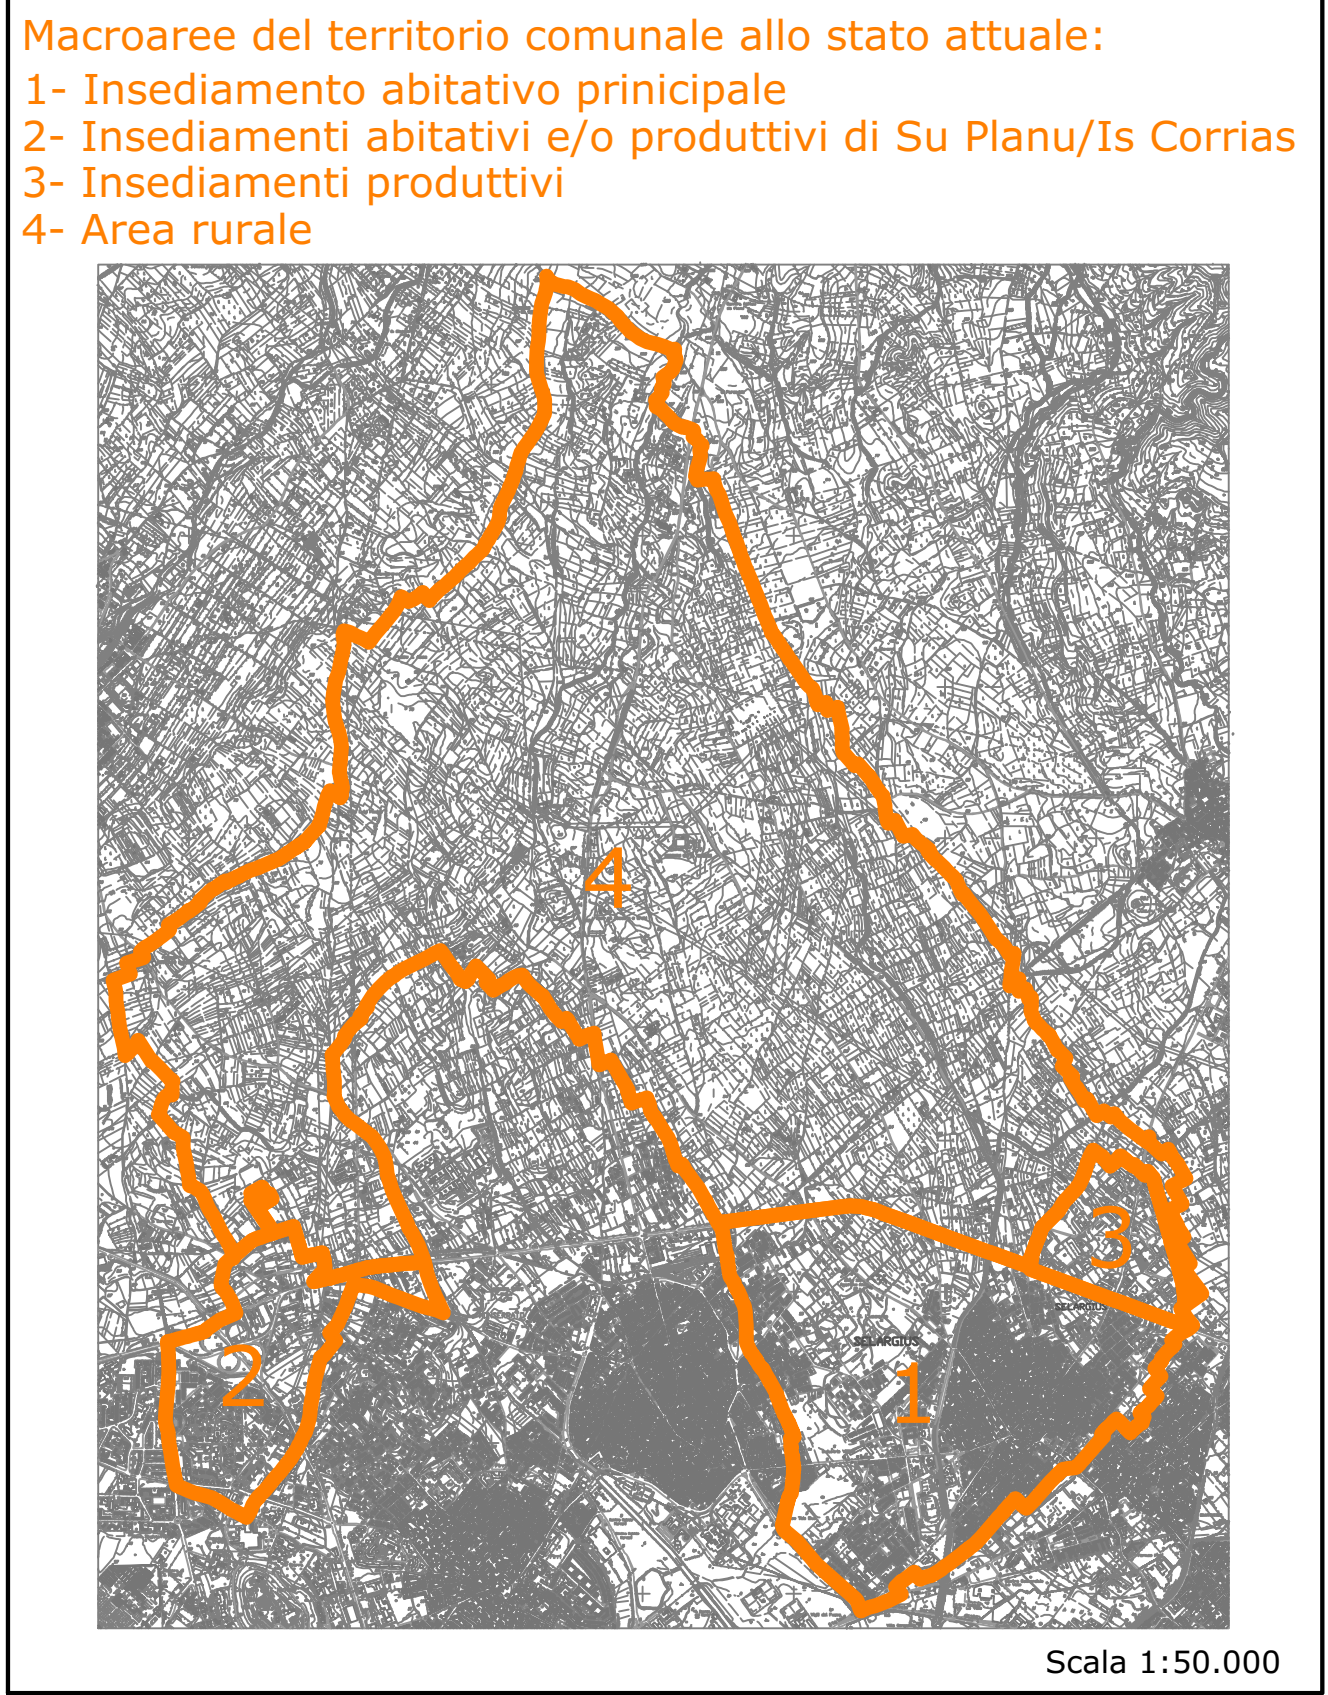 Macroaree del territorio comunale allo stato attuale:
1- Insediamento abitativo prinicipale
2- Insediamenti abitativi e/o produttivi di Su Planu/Is Corrias
3- Insediamenti produttivi
4- Area rurale
4
3
SELARGIUS
SELARGIUS
2
1
Scala 1:50.000